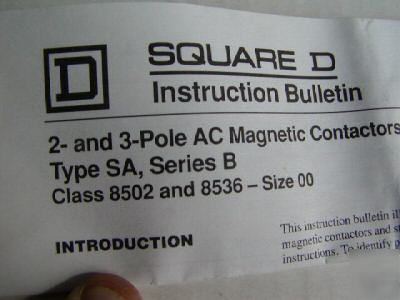 D
SQUARE D
Instruction Bulletin
2- and 3-Pole AC Magnetic Contactors
Type SA, Series B
Class 8502 and 8536 – Size 00
INTRODUCTION
This instruction bulletin
magnetic contactors and
instructions. To identify